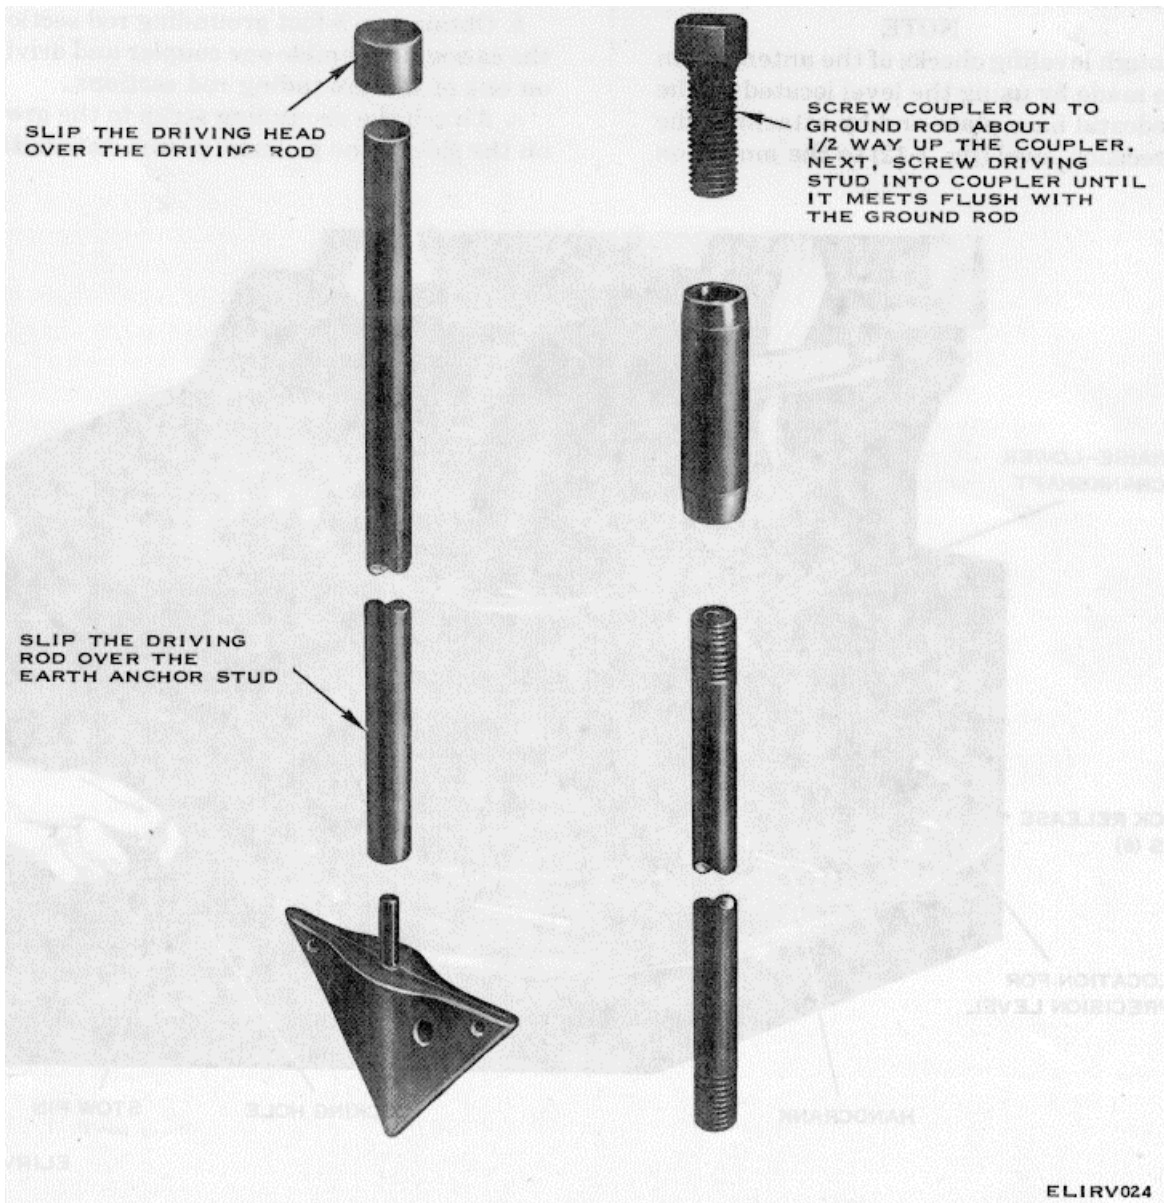 SLIP THE DRIVING HEAD
OVER THE DRIVING ROD
SCREW COUPLER ON TO
GROUND ROD ABOUT
1/2 WAY UP THE COUPLER.
NEXT, SCREW DRIVING
STUD INTO COUPLER UNTIL
IT MEETS FLUSH WITH
THE GROUND ROD
SLIP THE DRIVING
ROD OVER THE
EARTH ANCHOR STUD
ELIRV024